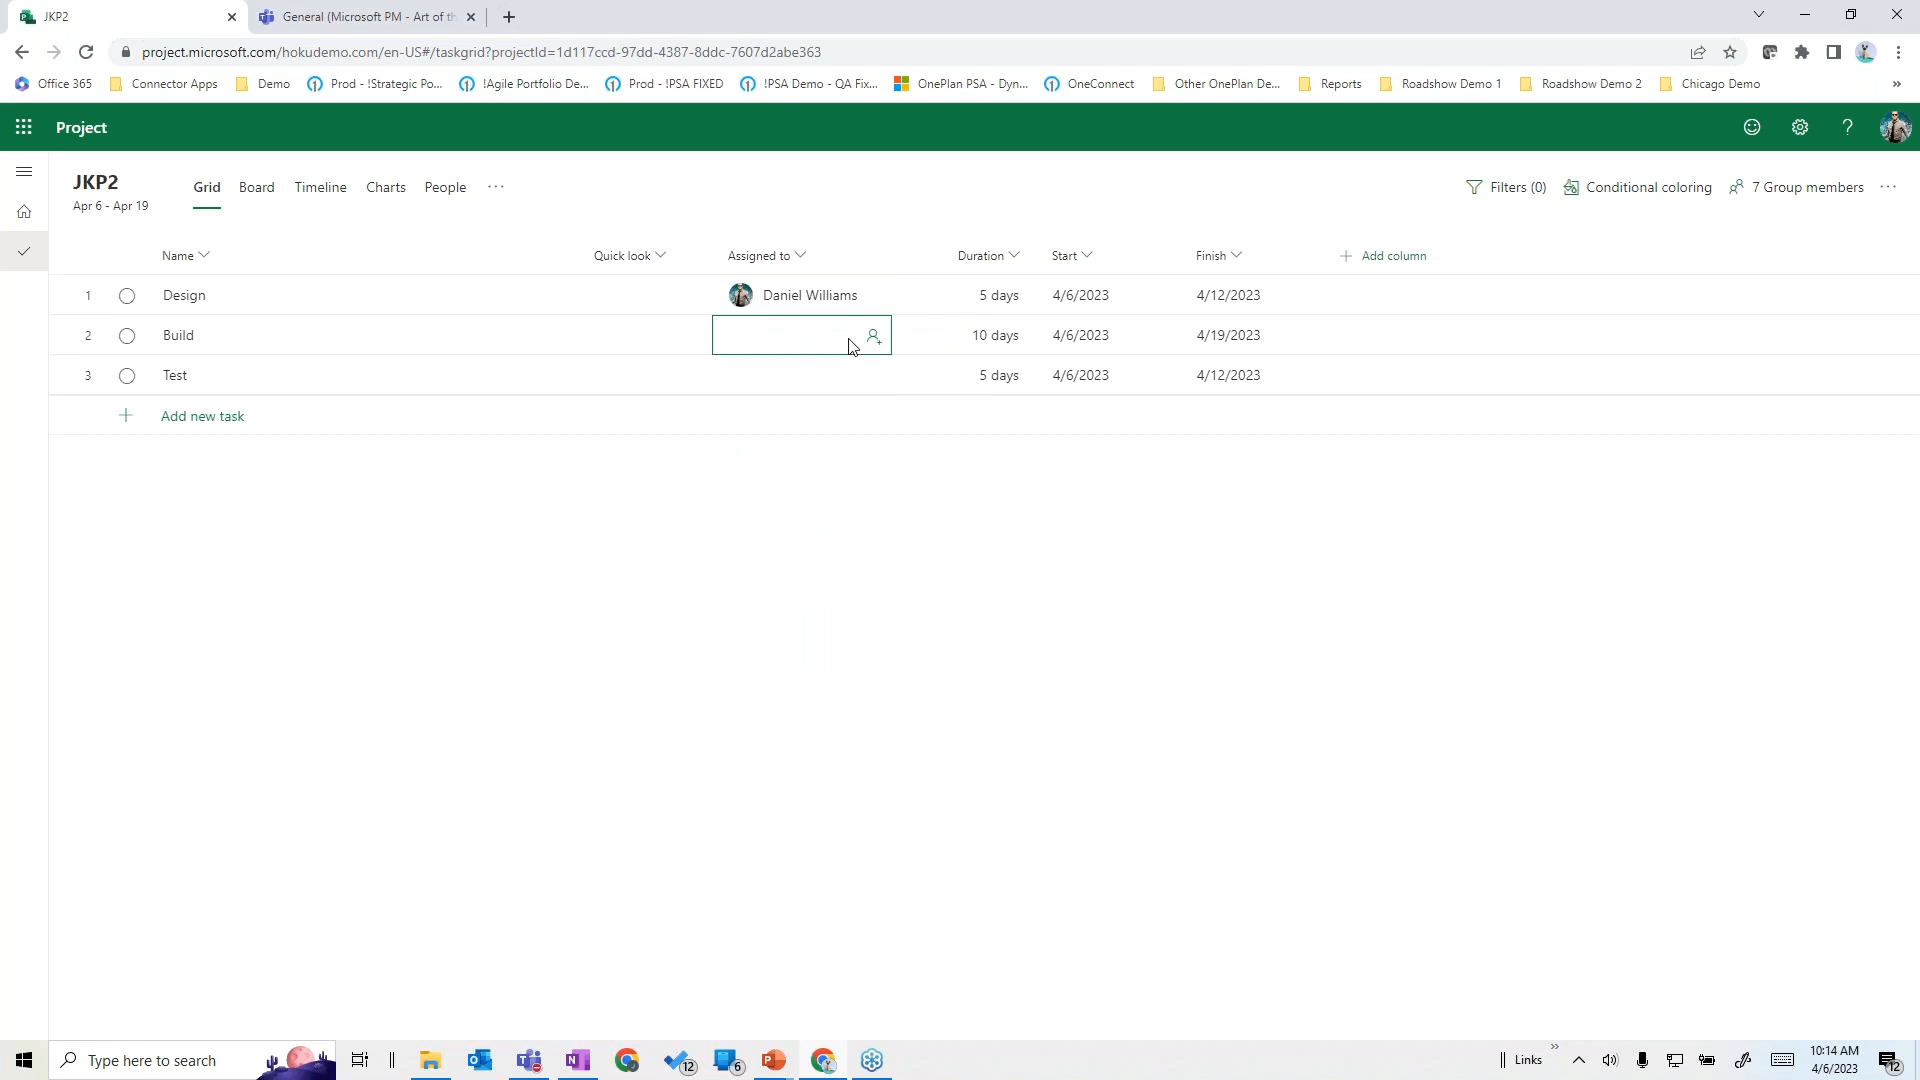 JKP2
General (Microsoft PM - Art of th
project.microsoft.com/hokudemo.com/en-US#/taskgrid?projectId=1d117ccd-97dd-4387-8ddc-7607d2abe363
Office 365 Connector Apps Demo Prod - !Strategic Po... !Agile Portfolio De... Prod - !PSA FIXED !PSA Demo - QA Fix... OnePlan PSA - Dyn... OneConnect Other OnePlan De... Reports Roadshow Demo 1 Roadshow Demo 2 Chicago Demo »
Project
JKP2
Apr 6 - Apr 19
Grid Board Timeline Charts People ···
Filters (0) Conditional coloring 7 Group members ···
Name Quick look Assigned to Duration Start Finish Add column
1 Design Daniel Williams 5 days 4/6/2023 4/12/2023
2 Build 10 days 4/6/2023 4/19/2023
3 Test 5 days 4/6/2023 4/12/2023
Add new task
Type here to search
12
6
Links
10:14 AM
4/6/2023
12